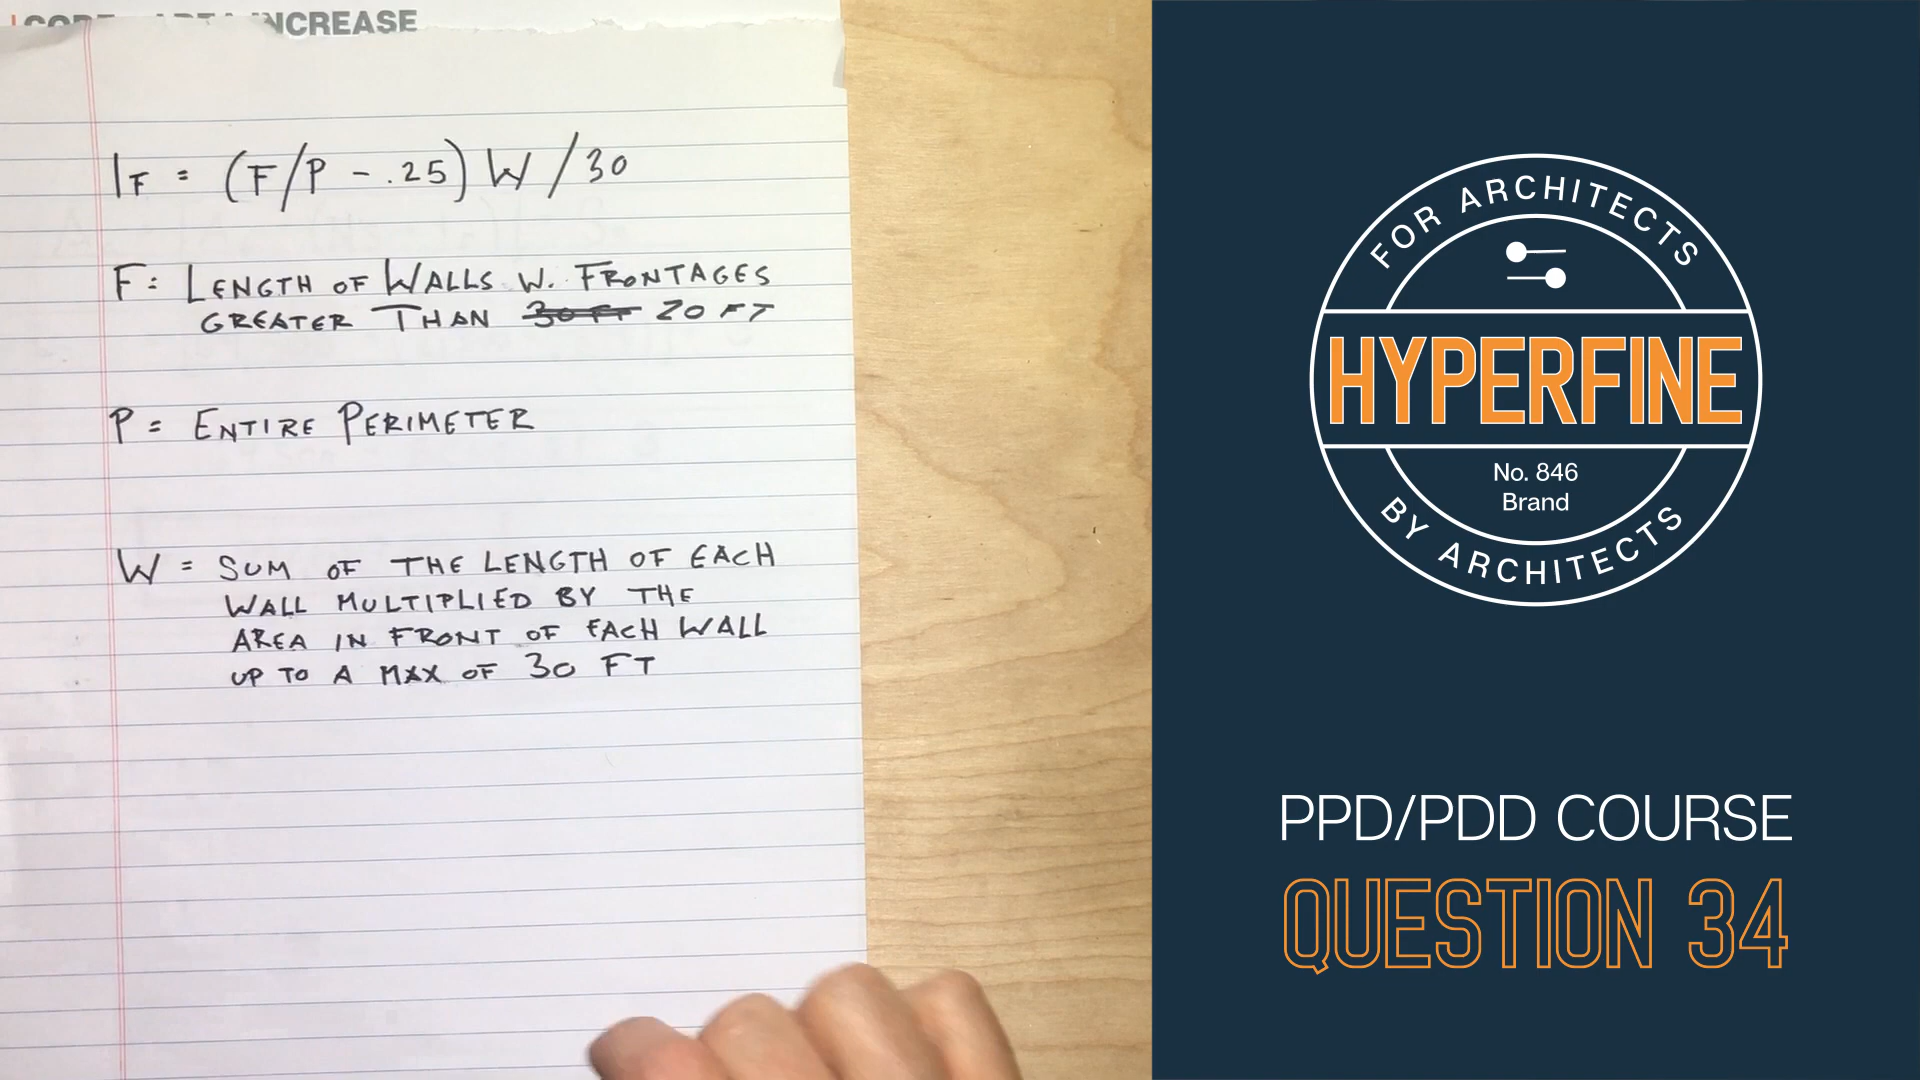 INCREASE
IF = (F/P - .25) W/30
F: LENGTH OF WALLS W. FRONTAGES
GREATER THAN 30 FT 20 FT
P = ENTIRE PERIMETER
W = SUM OF THE LENGTH OF EACH
WALL MULTIPLIED BY THE
AREA IN FRONT OF EACH WALL
UP TO A MAX OF 30 FT
FOR ARCHITECTS
HYPERFINE
No. 846
Brand
BY ARCHITECTS
PPD/PDD COURSE
QUESTION 34